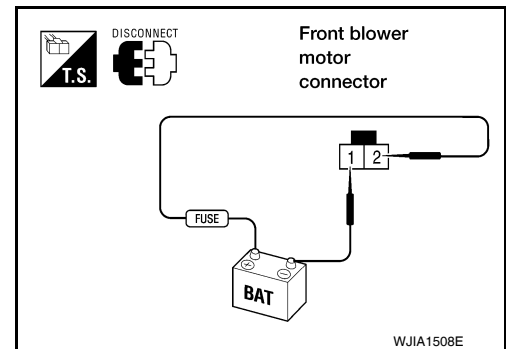 DISCONNECT
T.S.
Front blower
motor
connector
1 2
FUSE
+ −
BAT
WJIA1508E